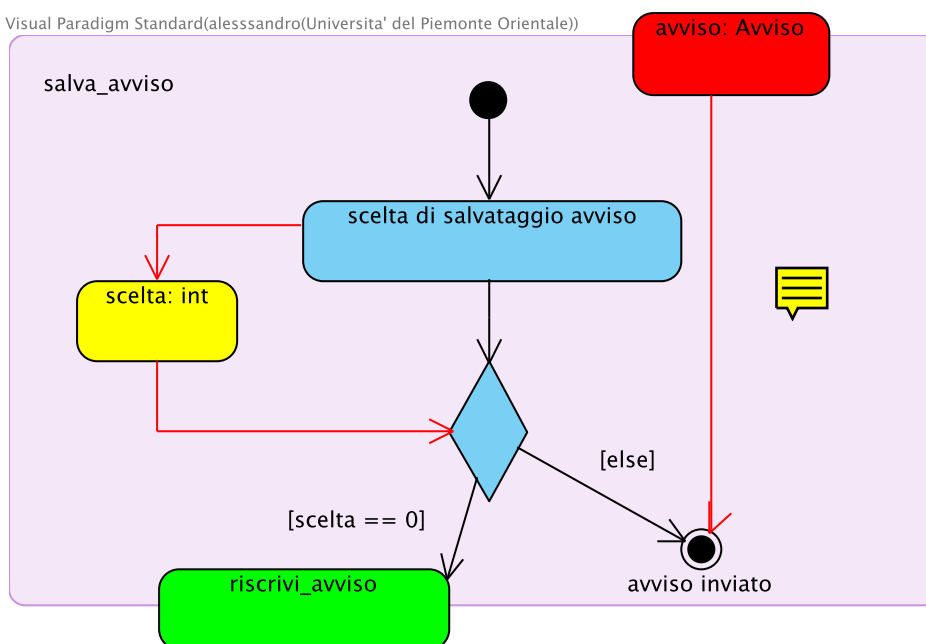 Visual Paradigm Standard(alesssandro(Universita' del Piemonte Orientale))
avviso: Avviso
salva_avviso
scelta di salvataggio avviso
scelta: int
[else]
[scelta == 0]
riscrivi_avviso
avviso inviato